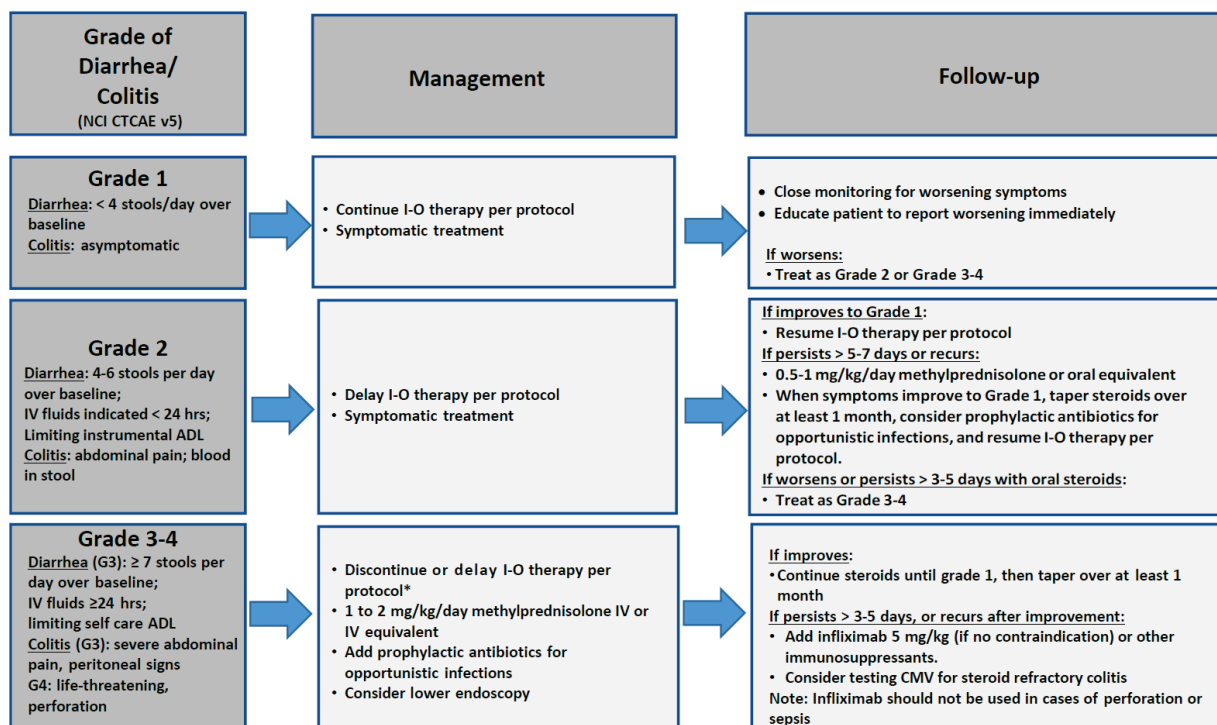 Grade of
Diarrhea/
Colitis
(NCI CTCAE v5)
Management
Follow-up
Grade 1
Diarrhea: < 4 stools/day over
baseline
Colitis: asymptomatic
• Continue I-O therapy per protocol
• Symptomatic treatment
• Close monitoring for worsening symptoms
• Educate patient to report worsening immediately
If worsens:
• Treat as Grade 2 or Grade 3-4
Grade 2
Diarrhea: 4-6 stools per day
over baseline;
IV fluids indicated < 24 hrs;
Limiting instrumental ADL
Colitis: abdominal pain; blood
in stool
• Delay I-O therapy per protocol
• Symptomatic treatment
If improves to Grade 1:
• Resume I-O therapy per protocol
If persists > 5-7 days or recurs:
• 0.5-1 mg/kg/day methylprednisolone or oral equivalent
• When symptoms improve to Grade 1, taper steroids over
at least 1 month, consider prophylactic antibiotics for
opportunistic infections, and resume I-O therapy per
protocol.
If worsens or persists > 3-5 days with oral steroids:
• Treat as Grade 3-4
Grade 3-4
Diarrhea (G3): ≥ 7 stools per
day over baseline;
IV fluids ≥24 hrs;
limiting self care ADL
Colitis (G3): severe abdominal
pain, peritoneal signs
G4: life-threatening,
perforation
• Discontinue or delay I-O therapy per
protocol*
• 1 to 2 mg/kg/day methylprednisolone IV or
IV equivalent
• Add prophylactic antibiotics for
opportunistic infections
• Consider lower endoscopy
If improves:
• Continue steroids until grade 1, then taper over at least 1
month
If persists > 3-5 days, or recurs after improvement:
• Add infliximab 5 mg/kg (if no contraindication) or other
immunosuppressants.
• Consider testing CMV for steroid refractory colitis
Note: Infliximab should not be used in cases of perforation or
sepsis